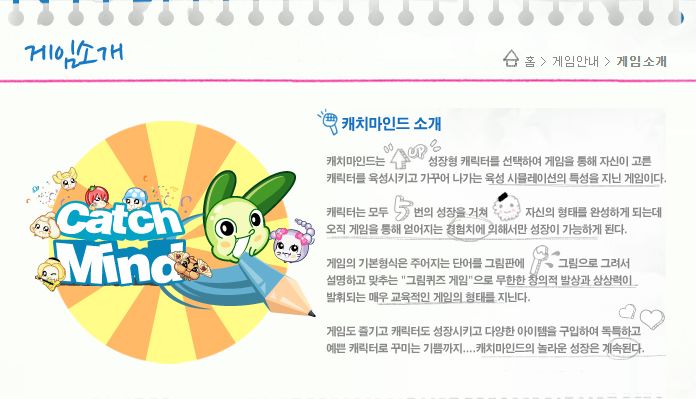 게임소개
홈 > 게임안내 > 게임소개
캐치마인드 소개
Catch
Mind
캐치마인드는 UP 성장형 캐릭터를 선택하여 게임을 통해 자신이 고른
캐릭터를 육성시키고 가꾸어 나가는 육성 시뮬레이션의 특성을 지닌 게임이다.
캐릭터는 모두 5 번의 성장을 거쳐 자신의 형태를 완성하게 되는데
오직 게임을 통해 얻어지는 경험치에 의해서만 성장이 가능하게 된다.
게임의 기본형식은 주어지는 단어를 그림판에 그림으로 그려서
설명하고 맞추는 "그림퀴즈 게임"으로 무한한 창의적 발상과 상상력이
발휘되는 매우 교육적인 게임의 형태를 지닌다.
게임도 즐기고 캐릭터도 성장시키고 다양한 아이템을 구입하여 독특하고
예쁜 캐릭터로 꾸미는 기쁨까지....캐치마인드의 놀라운 성장은 계속된다.